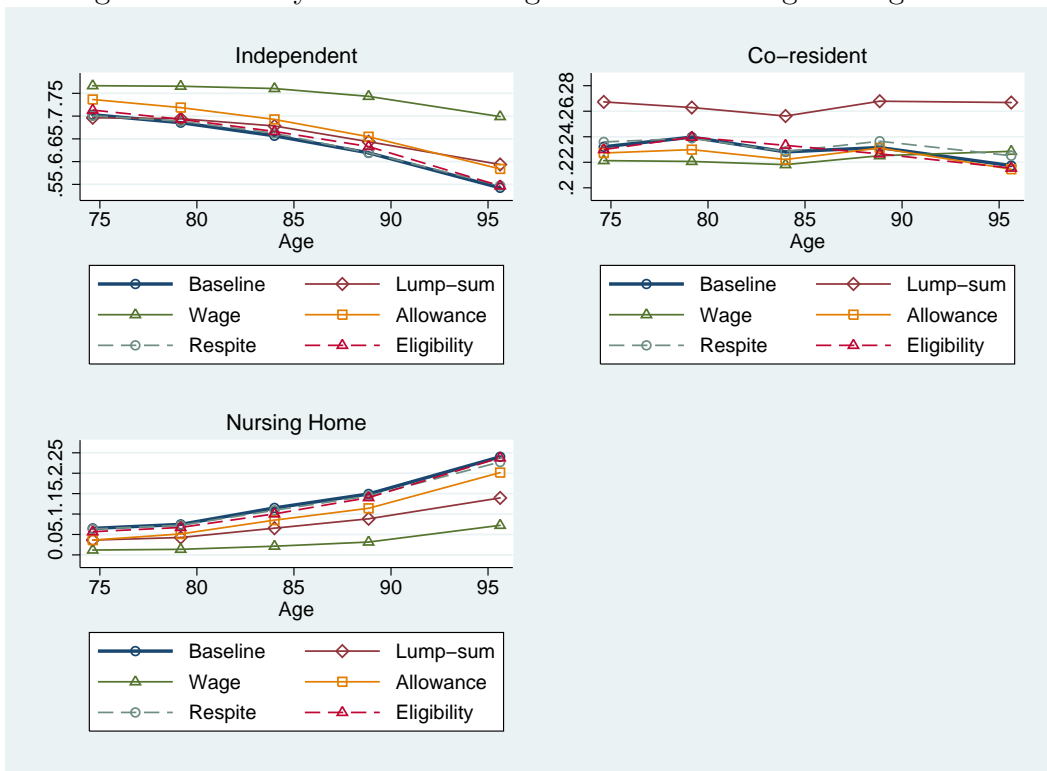 Independent
.55.6.65.7.75
75 80 85 90 95
Age
Baseline Lump−sum
Wage Allowance
Respite Eligibility
Co−resident
.2.22.24.26.28
75 80 85 90 95
Age
Baseline Lump−sum
Wage Allowance
Respite Eligibility
Nursing Home
0.05.1.15.2.25
75 80 85 90 95
Age
Baseline Lump−sum
Wage Allowance
Respite Eligibility